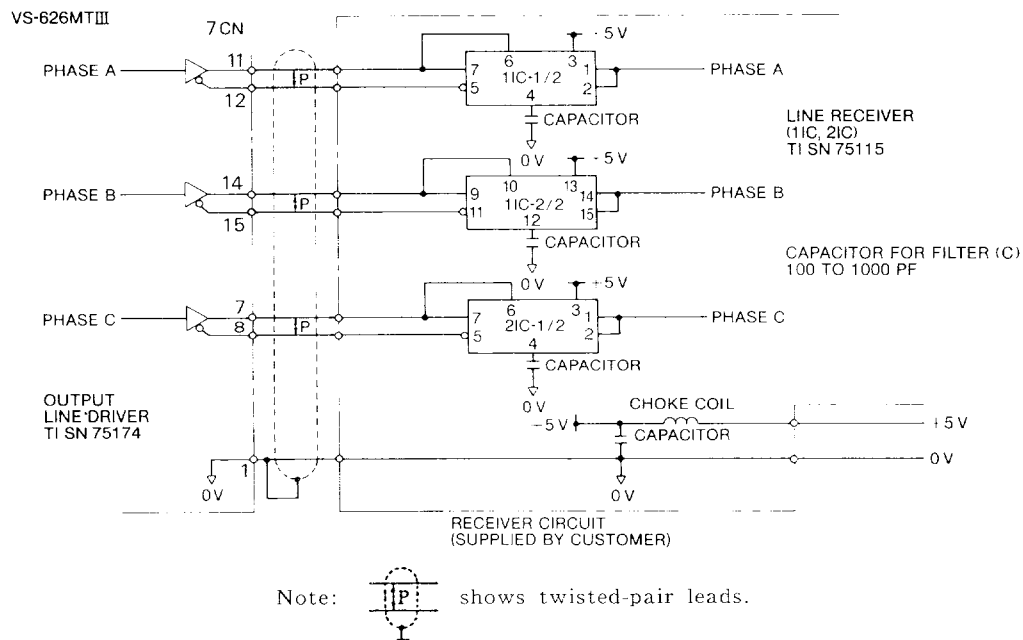 VS-626MTⅢ
7CN
PHASE A
11
12
P
7
5
6
3
1IC-1/2
4
1
2
- 5V
PHASE A
CAPACITOR
0V
LINE RECEIVER
(1IC, 2IC)
TI SN 75115
PHASE B
14
15
P
9
11
10
13
1IC-2/2
12
14
15
- 5V
PHASE B
CAPACITOR
0V
CAPACITOR FOR FILTER (C)
100 TO 1000 PF
PHASE C
7
8
P
7
5
6
3
2IC-1/2
4
1
2
+5V
PHASE C
CAPACITOR
0V
OUTPUT
LINE DRIVER
TI SN 75174
CHOKE COIL
-5V
CAPACITOR
+5V
0V
1
0V
0V
RECEIVER CIRCUIT
(SUPPLIED BY CUSTOMER)
Note: P shows twisted-pair leads.